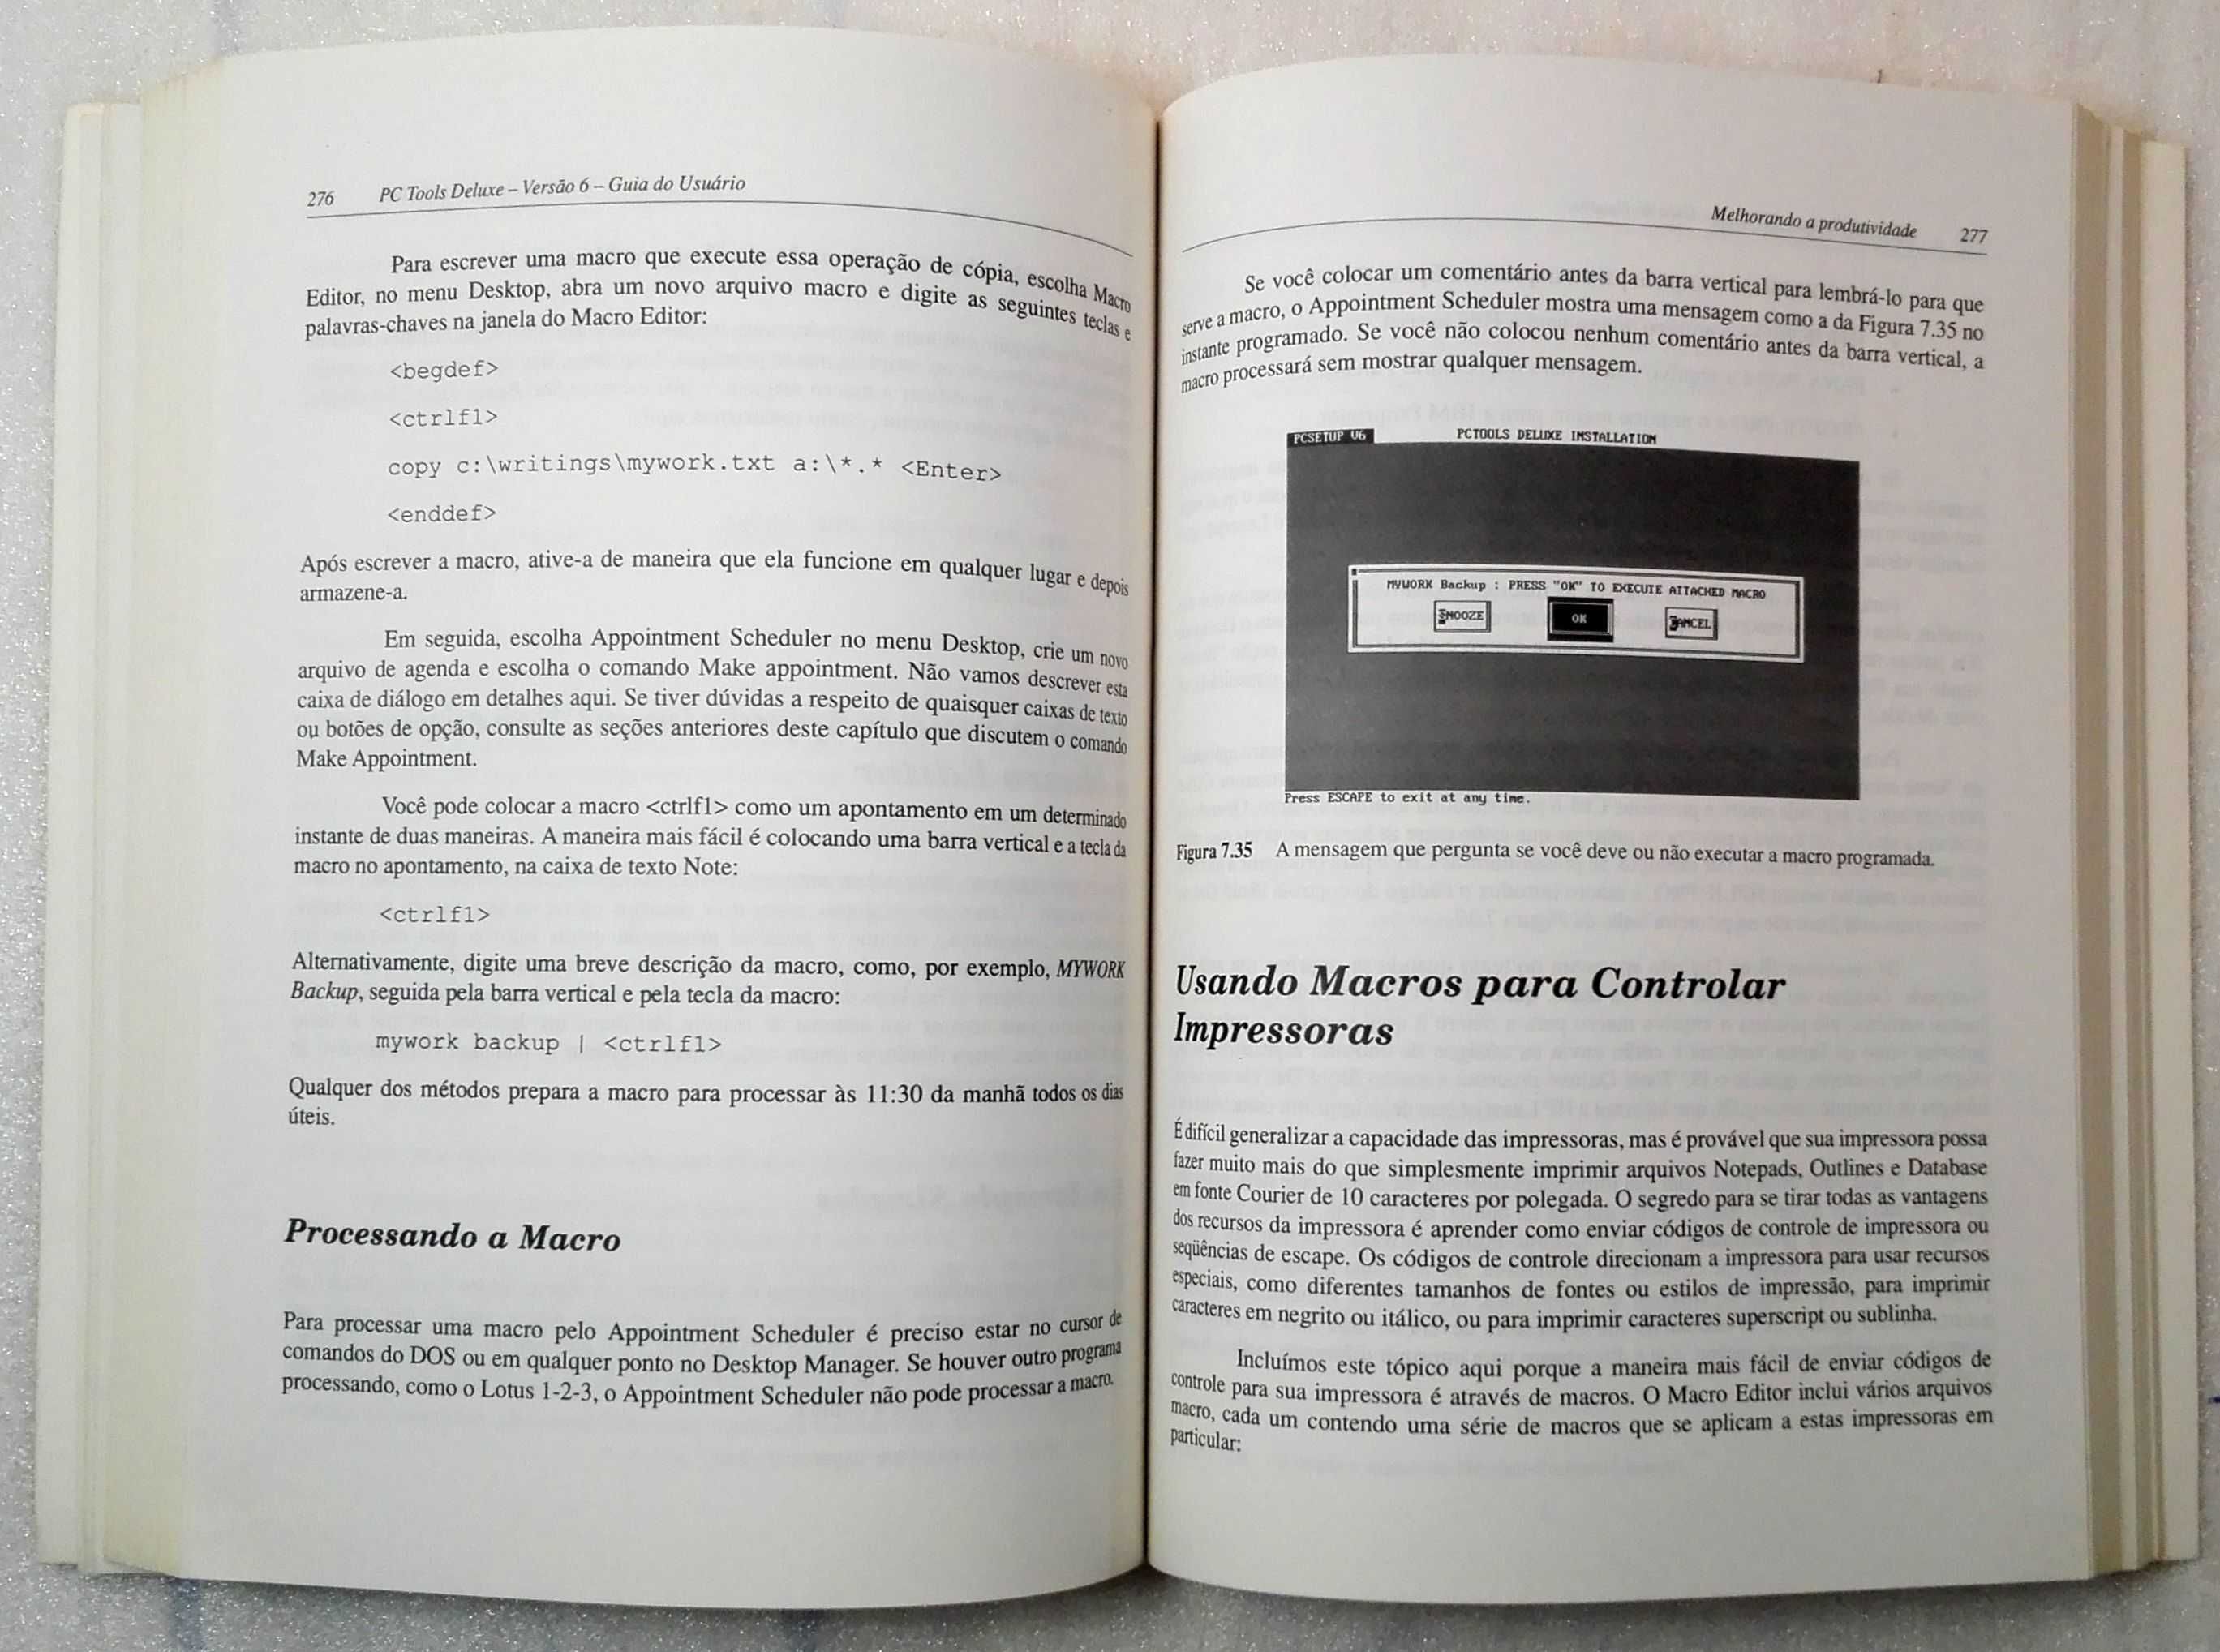 276 PC Tools Deluxe – Versão 6 – Guia do Usuário
Para escrever uma macro que execute essa operação de cópia, escolha Macro
Editor, no menu Desktop, abra um novo arquivo macro e digite as seguintes teclas e
palavras-chaves na janela do Macro Editor:
<begdef>
<ctrlf1>
copy c:\writings\mywork.txt a:\*.* <Enter>
<enddef>
Após escrever a macro, ative-a de maneira que ela funcione em qualquer lugar e depois
armazene-a.
Em seguida, escolha Appointment Scheduler no menu Desktop, crie um novo
arquivo de agenda e escolha o comando Make appointment. Não vamos descrever esta
caixa de diálogo em detalhes aqui. Se tiver dúvidas a respeito de quaisquer caixas de texto
ou botões de opção, consulte as seções anteriores deste capítulo que discutem o comando
Make Appointment.
Você pode colocar a macro <ctrlf1> como um apontamento em um determinado
instante de duas maneiras. A maneira mais fácil é colocando uma barra vertical e a tecla da
macro no apontamento, na caixa de texto Note:
<ctrlf1>
Alternativamente, digite uma breve descrição da macro, como, por exemplo, MYWORK
Backup, seguida pela barra vertical e pela tecla da macro:
mywork backup | <ctrlf1>
Qualquer dos métodos prepara a macro para processar às 11:30 da manhã todos os dias
úteis.
Processando a Macro
Para processar uma macro pelo Appointment Scheduler é preciso estar no cursor de
comandos do DOS ou em qualquer ponto no Desktop Manager. Se houver outro programa
processando, como o Lotus 1-2-3, o Appointment Scheduler não pode processar a macro.
Melhorando a produtividade 277
Se você colocar um comentário antes da barra vertical para lembrá-lo para que
serve a macro, o Appointment Scheduler mostra uma mensagem como a da Figura 7.35 no
instante programado. Se você não colocou nenhum comentário antes da barra vertical, a
macro processará sem mostrar qualquer mensagem.
PCSETUP V6 PCTOOLS DELUXE INSTALLATION
MYWORK Backup : PRESS "OK" TO EXECUTE ATTACHED MACRO
SNOOZE OK CANCEL
Press ESCAPE to exit at any time.
Figura 7.35 A mensagem que pergunta se você deve ou não executar a macro programada.
Usando Macros para Controlar
Impressoras
É difícil generalizar a capacidade das impressoras, mas é provável que sua impressora possa
fazer muito mais do que simplesmente imprimir arquivos Notepads, Outlines e Database
em fonte Courier de 10 caracteres por polegada. O segredo para se tirar todas as vantagens
dos recursos da impressora é aprender como enviar códigos de controle de impressora ou
seqüências de escape. Os códigos de controle direcionam a impressora para usar recursos
especiais, como diferentes tamanhos de fontes ou estilos de impressão, para imprimir
caracteres em negrito ou itálico, ou para imprimir caracteres superscript ou sublinha.
Incluímos este tópico aqui porque a maneira mais fácil de enviar códigos de
controle para sua impressora é através de macros. O Macro Editor inclui vários arquivos
macro, cada um contendo uma série de macros que se aplicam a estas impressoras em
particular: